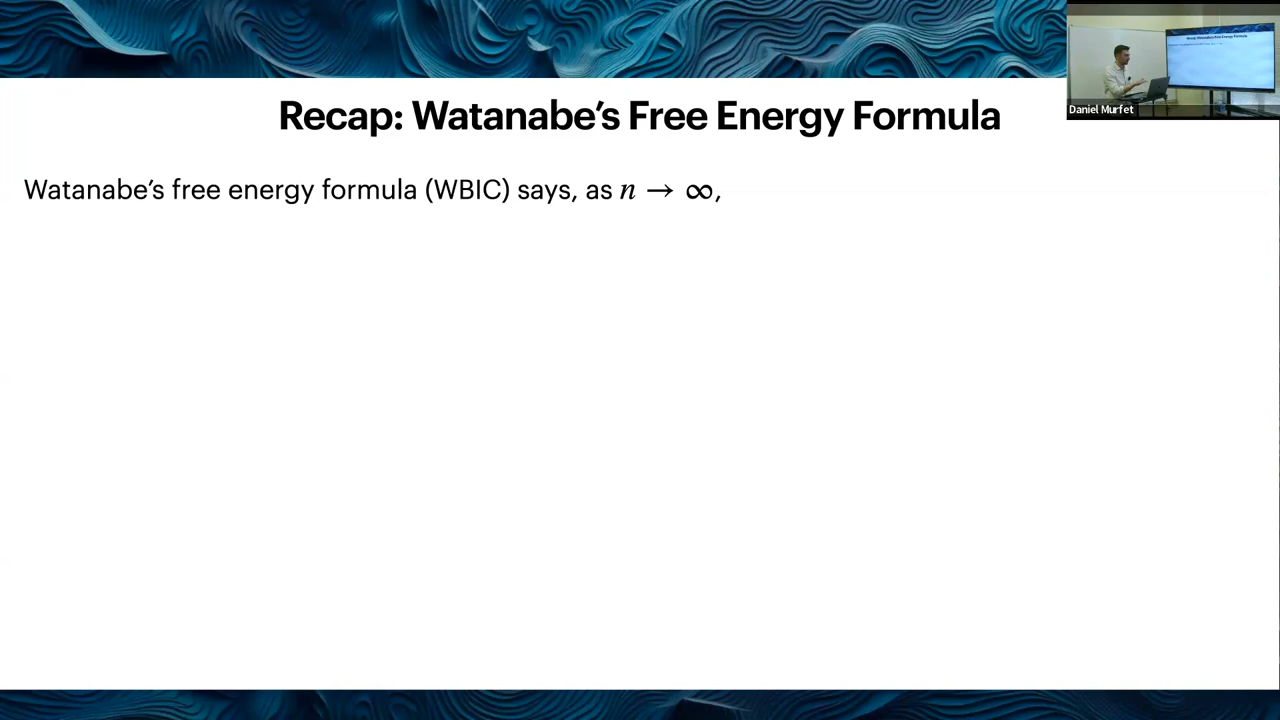 Recap: Watanabe’s Free Energy Formula
Daniel Murfet
Watanabe’s free energy formula (WBIC) says, as n → ∞,